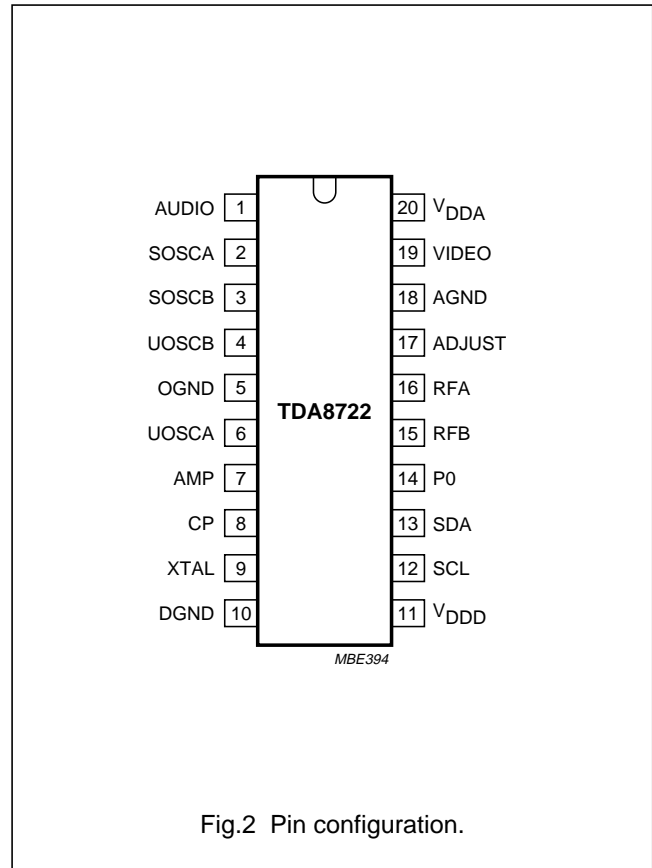 AUDIO 1 20 VDDA
SOSCA 2 19 VIDEO
SOSCB 3 18 AGND
UOSCB 4 17 ADJUST
OGND 5 16 RFA
TDA8722
UOSCA 6 15 RFB
AMP 7 14 P0
CP 8 13 SDA
XTAL 9 12 SCL
DGND 10 11 VDDD
MBE394
Fig.2 Pin configuration.